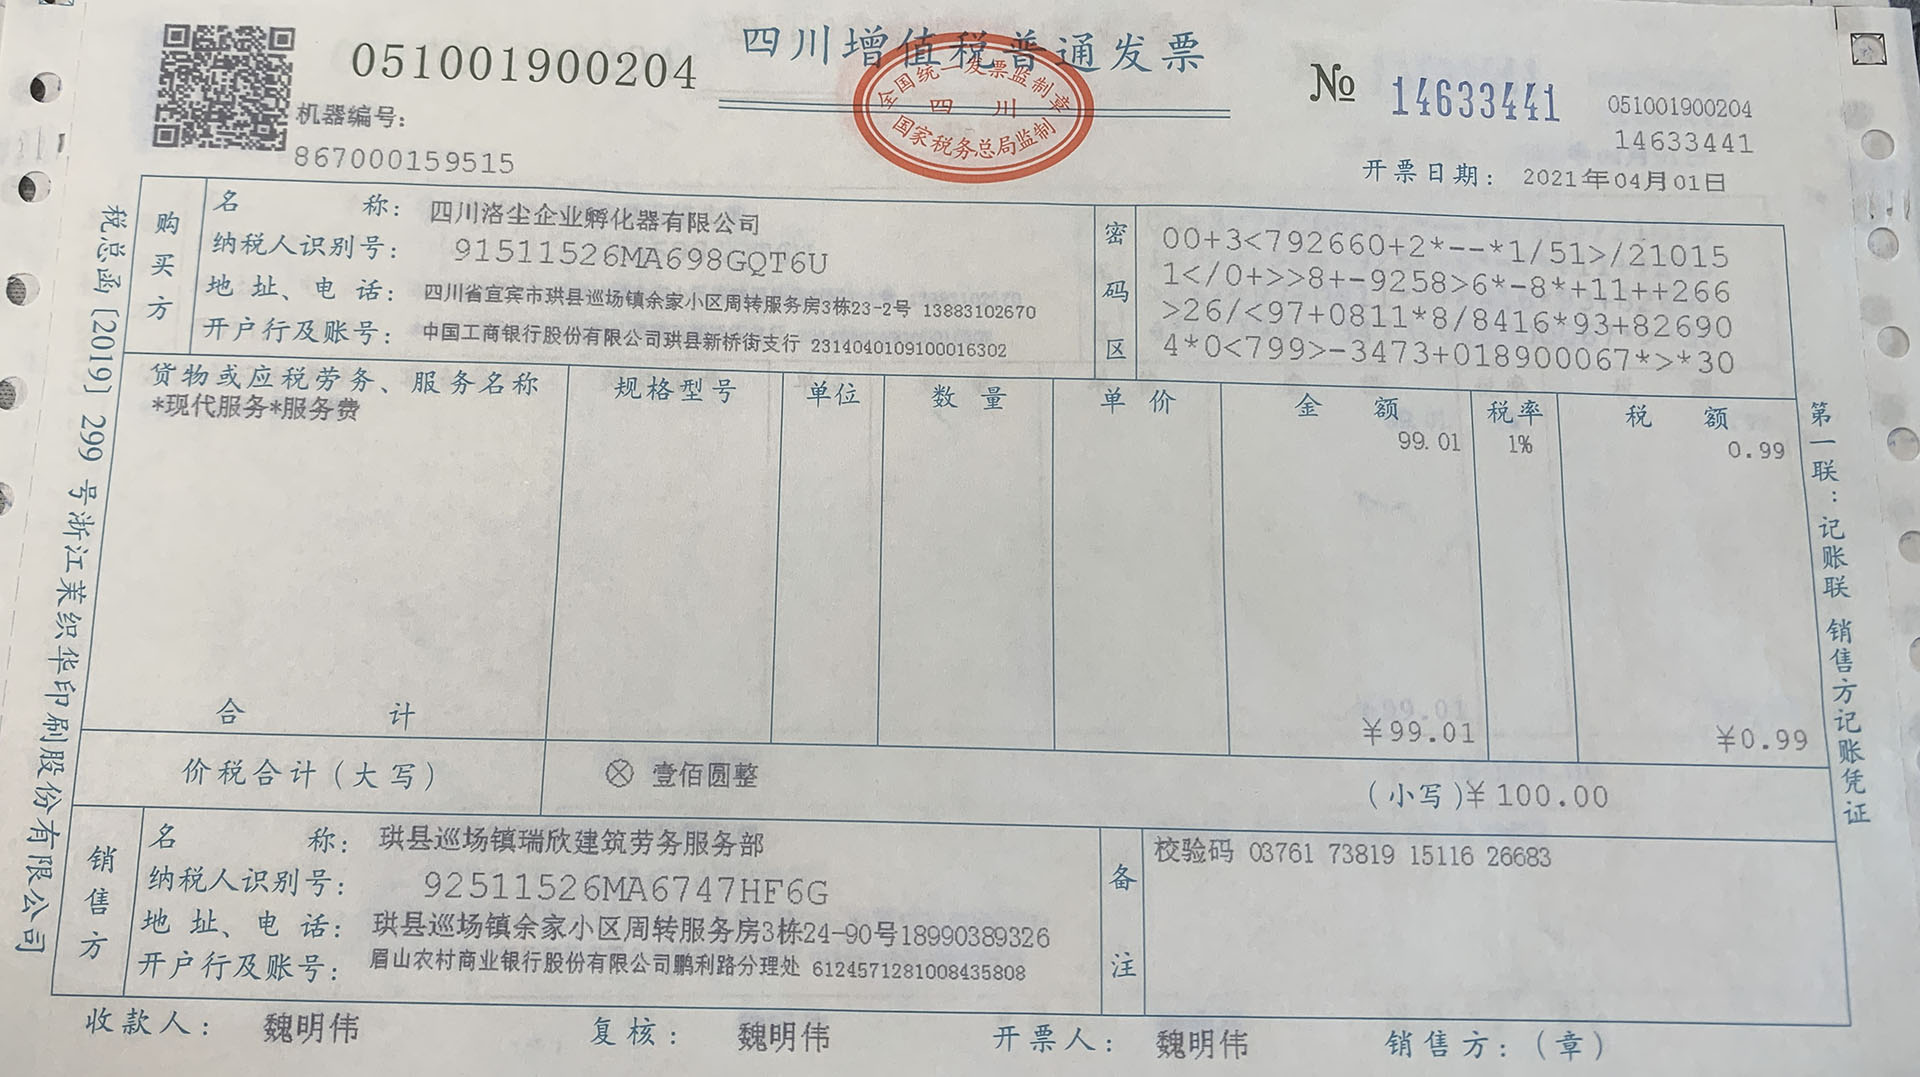 四川增值税普通发票
051001900204
机器编号:
867000159515
全国统一发票监制章
四川
国家税务总局监制
№ 14633441
051001900204
14633441
开票日期: 2021年04月01日
购买方
名称: 四川洛尘企业孵化器有限公司
纳税人识别号: 91511526MA698GQT6U
地址、电话: 四川省宜宾市珙县巡场镇余家小区周转服务房3栋23-2号 13883102670
开户行及账号: 中国工商银行股份有限公司珙县新桥街支行 2314040109100016302
密码区
00+3<792660+2*--*1/51>/21015
1</0+>>8+-9258>6*-8*+11++266
>26/<97+0811*8/8416*93+82690
4*0<799>-3473+018900067*>*30
货物或应税劳务、服务名称 规格型号 单位 数量 单价 金额 税率 税额
*现代服务*服务费 99.01 1% 0.99
合计 ¥99.01 ¥0.99
价税合计(大写) ⊗ 壹佰圆整 (小写)¥100.00
销售方
名称: 珙县巡场镇瑞欣建筑劳务服务部
纳税人识别号: 92511526MA6747HF6G
地址、电话: 珙县巡场镇余家小区周转服务房3栋24-90号18990389326
开户行及账号: 眉山农村商业银行股份有限公司鹏利路分理处 6124571281008435808
备注
校验码 03761 73819 15116 26683
收款人: 魏明伟 复核: 魏明伟 开票人: 魏明伟 销售方:(章)
税总函[2019]299号浙江茉织华印刷股份有限公司
第一联:记账联 销售方记账凭证